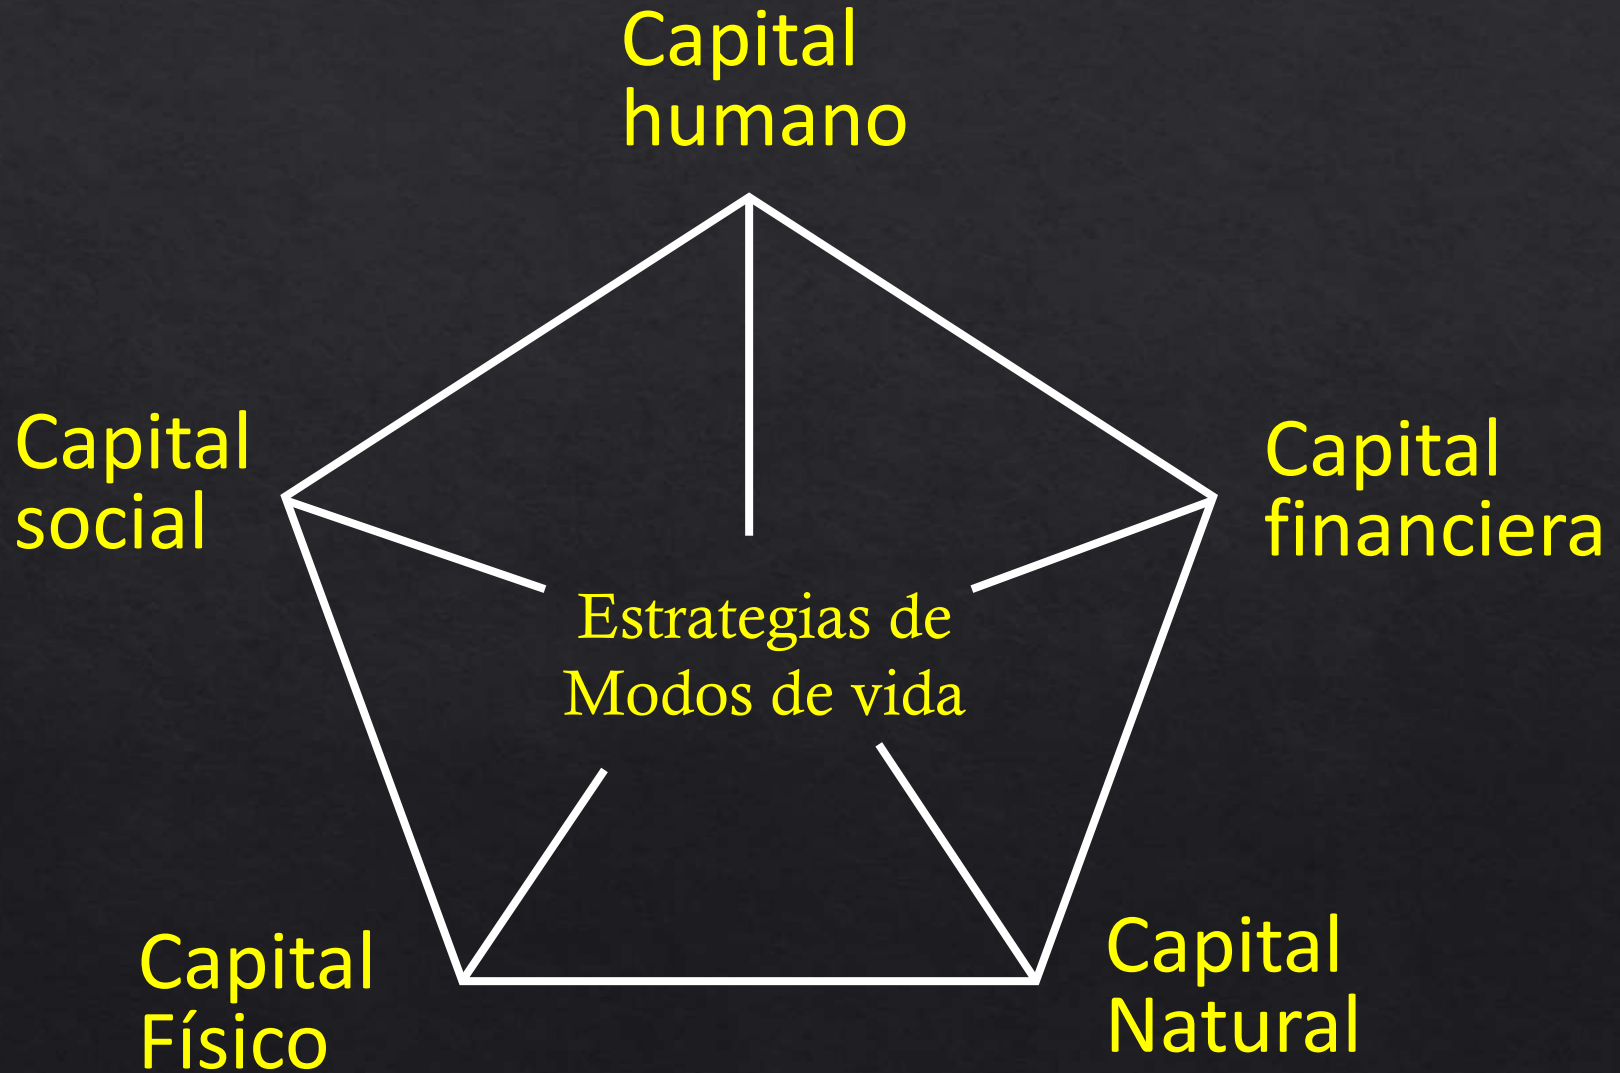 Capital
humano
Capital
social
Capital
financiera
Estrategias de
Modos de vida
Capital
Físico
Capital
Natural